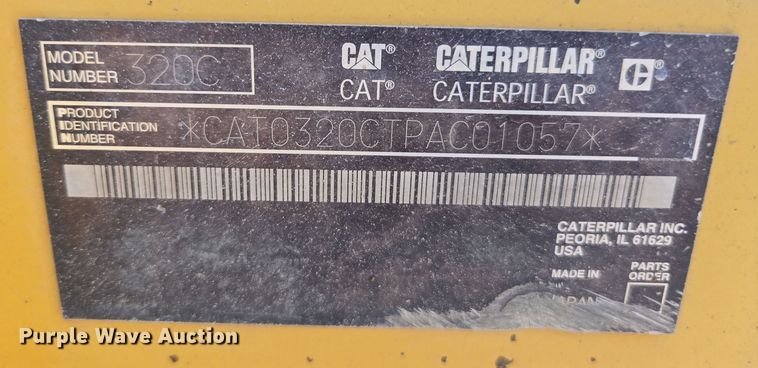 MODEL
NUMBER 320C
CAT® CATERPILLAR® C
CAT® CATERPILLAR®
PRODUCT
IDENTIFICATION
NUMBER
*CAT0320CTPAC01057*
CATERPILLAR INC.
PEORIA, IL 61629
USA
MADE IN
JAPAN
PARTS
ORDER
Purple Wave Auction